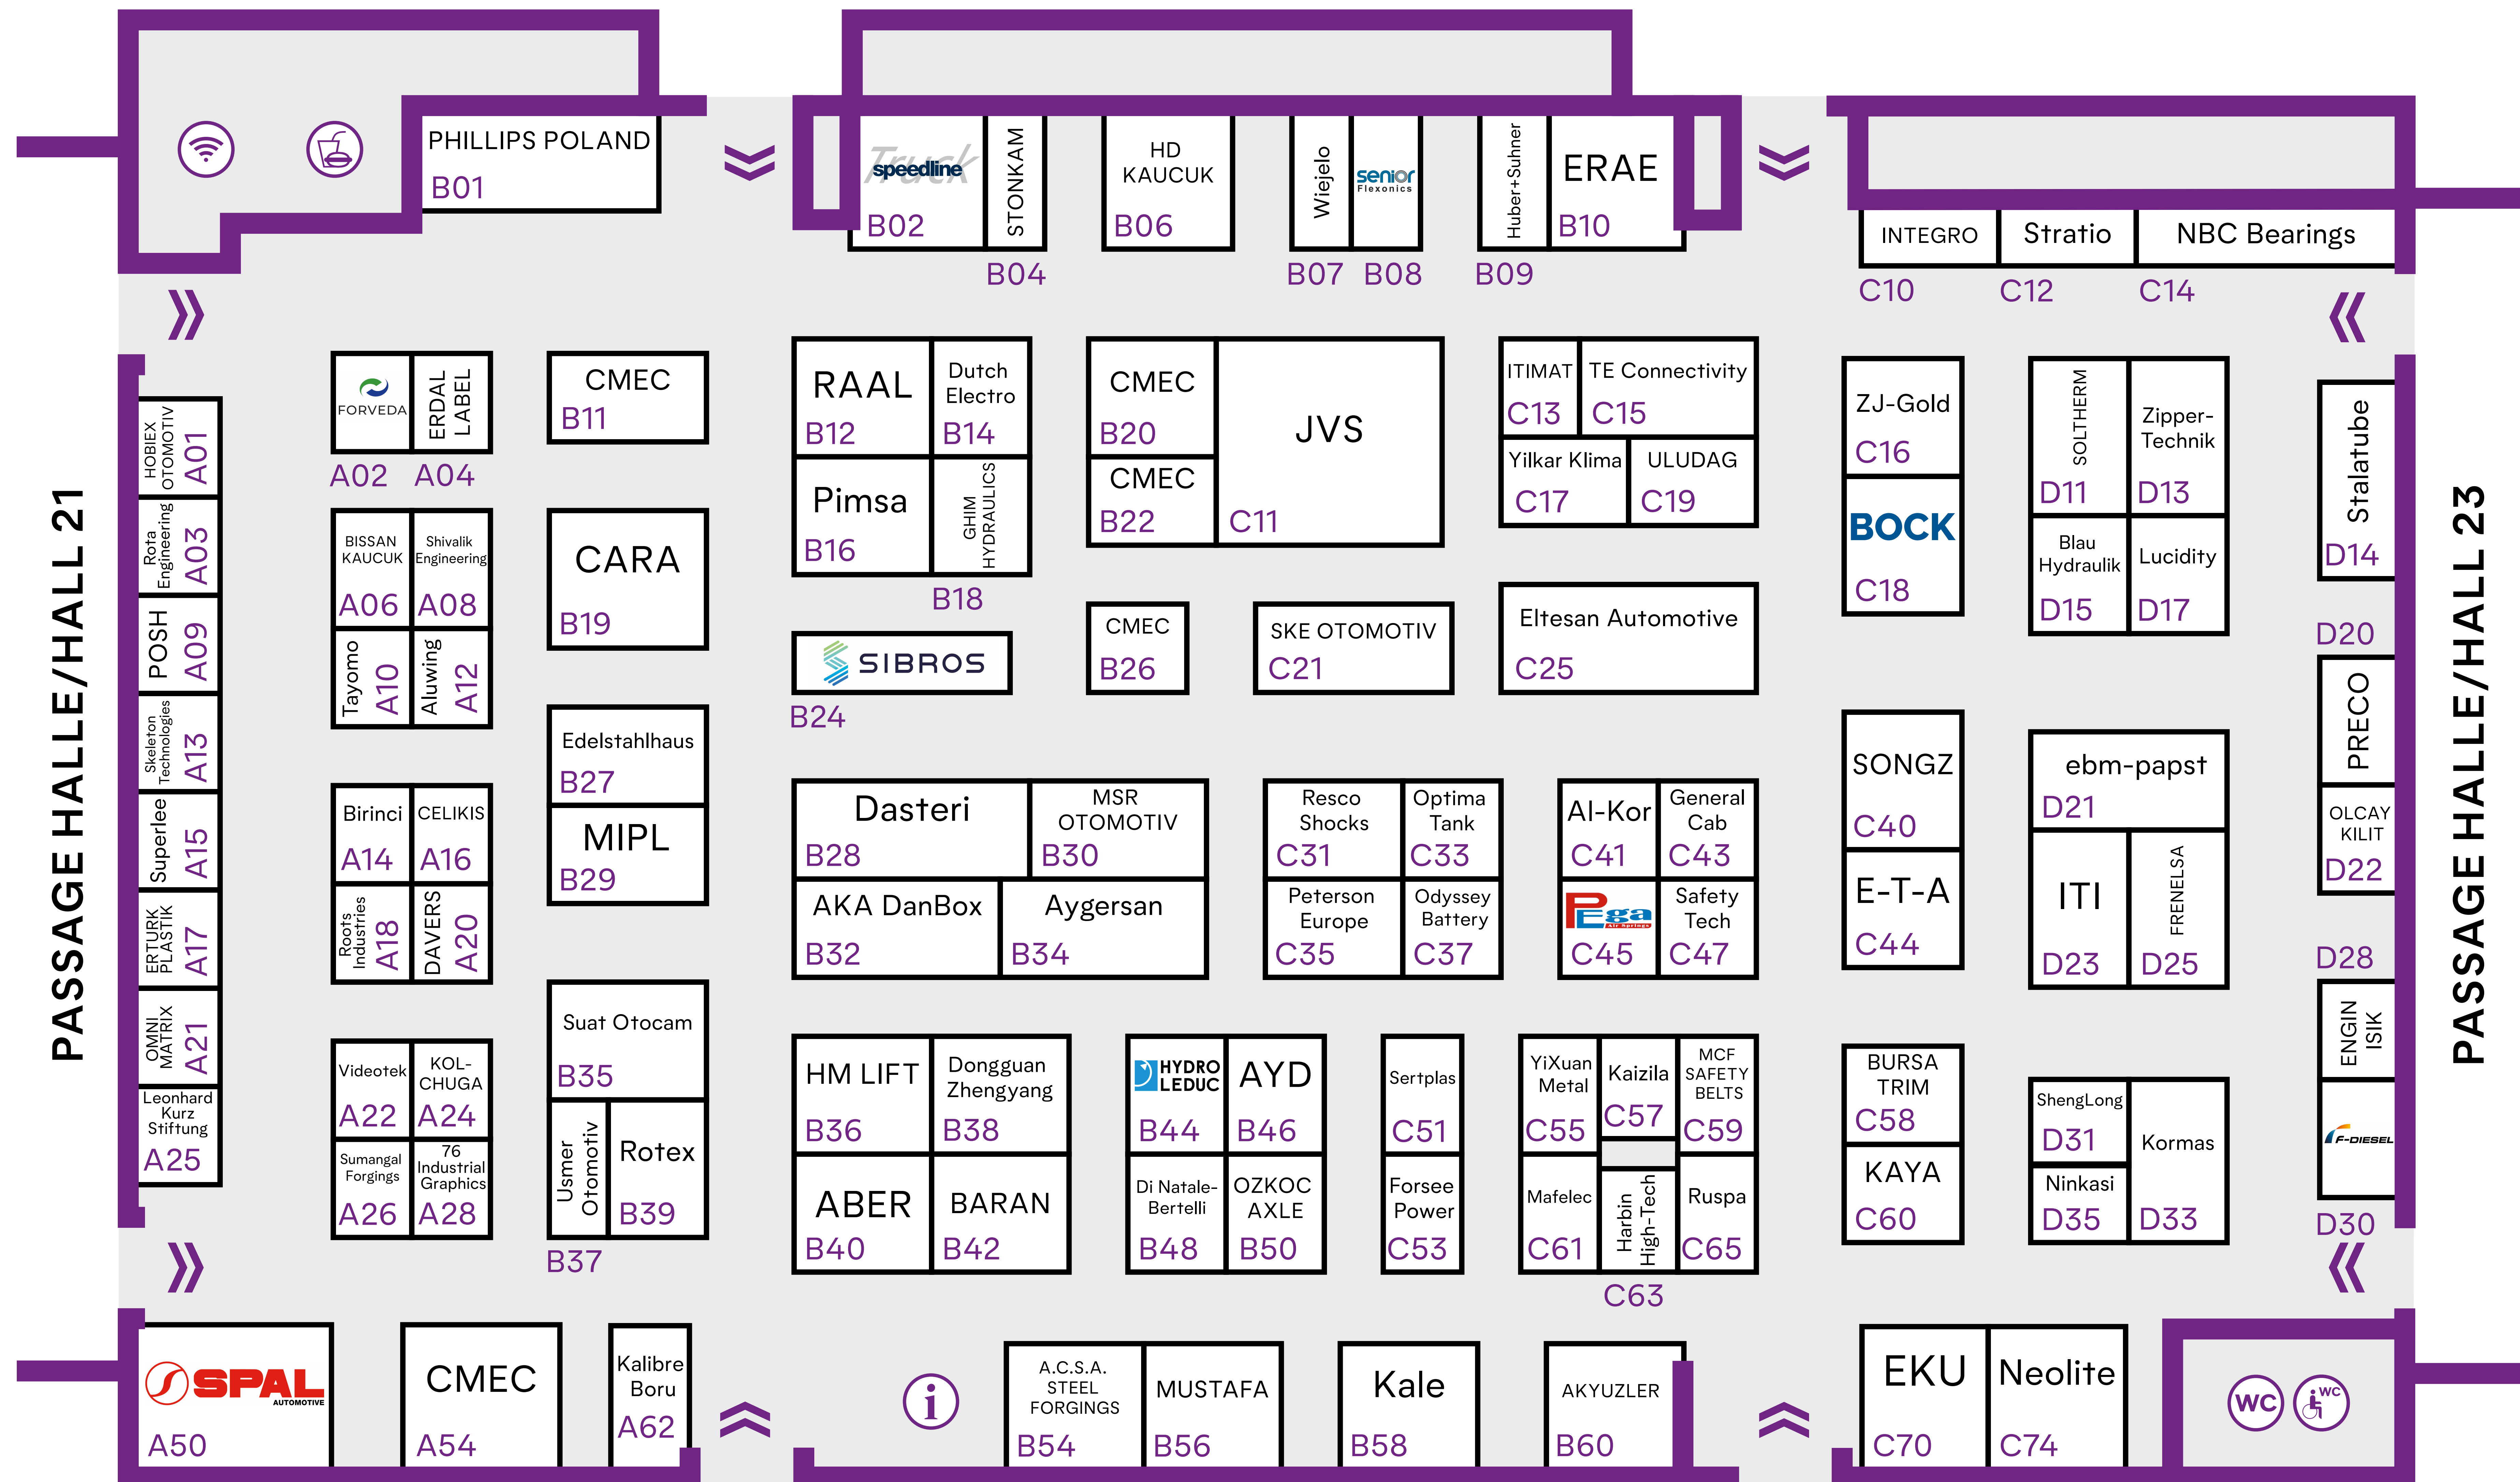 PHILLIPS POLAND
B01
Truck
speedline
B02
STONKAM
B04
HD
KAUCUK
B06
Wiejelo
B07
senior
Flexonics
B08
Huber+Suhner
B09
ERAE
B10
INTEGRO
C10
Stratio
C12
NBC Bearings
C14
PASSAGE HALLE/HALL 21
HOBIEX
OTOMOTIV
A01
Rota
Engineering
A03
POSH
A09
Skeleton
Technologies
A13
Superlee
A15
ERTURK
PLASTIK
A17
OMNI
MATRIX
A21
Leonhard
Kurz
Stiftung
A25
FORVEDA
A02
ERDAL
LABEL
A04
BISSAN
KAUCUK
A06
Shivalik
Engineering
A08
Tayomo
A10
Aluwing
A12
Birinci
A14
CELIKIS
A16
Roots
Industries
A18
DAVERS
A20
Videotek
A22
KOL-
CHUGA
A24
Sumangal
Forgings
A26
76
Industrial
Graphics
A28
CMEC
B11
CARA
B19
Edelstahlhaus
B27
MIPL
B29
Suat Otocam
B35
Usmer
Otomotiv
B37
Rotex
B39
RAAL
B12
Dutch
Electro
B14
Pimsa
B16
GHIM
HYDRAULICS
B18
SIBROS
B24
CMEC
B20
CMEC
B22
JVS
C11
CMEC
B26
SKE OTOMOTIV
C21
ITIMAT
C13
TE Connectivity
C15
Yilkar Klima
C17
ULUDAG
C19
Eltesan Automotive
C25
Dasteri
B28
MSR
OTOMOTIV
B30
AKA DanBox
B32
Aygersan
B34
Resco
Shocks
C31
Optima
Tank
C33
Peterson
Europe
C35
Odyssey
Battery
C37
Al-Kor
C41
General
Cab
C43
PEga
Air Springs
C45
Safety
Tech
C47
HM LIFT
B36
Dongguan
Zhengyang
B38
ABER
B40
BARAN
B42
HYDRO
LEDUC
B44
AYD
B46
Di Natale-
Bertelli
B48
OZKOC
AXLE
B50
Sertplas
C51
Forsee
Power
C53
YiXuan
Metal
C55
Kaizila
C57
MCF
SAFETY
BELTS
C59
Mafelec
C61
Harbin
High-Tech
C63
Ruspa
C65
ZJ-Gold
C16
BOCK
C18
SONGZ
C40
E-T-A
C44
BURSA
TRIM
C58
KAYA
C60
SOLTHERM
D11
Zipper-
Technik
D13
Blau
Hydraulik
D15
Lucidity
D17
ebm-papst
D21
ITI
D23
FRENELSA
D25
ShengLong
D31
Kormas
D33
Ninkasi
D35
Stalatube
D14
D20
PRECO
OLCAY
KILIT
D22
D28
ENGIN
ISIK
F-DIESEL
D30
PASSAGE HALLE/HALL 23
SPAL
AUTOMOTIVE
A50
CMEC
A54
Kalibre
Boru
A62
i
A.C.S.A.
STEEL
FORGINGS
B54
MUSTAFA
B56
Kale
B58
AKYUZLER
B60
EKU
C70
Neolite
C74
WC
WC